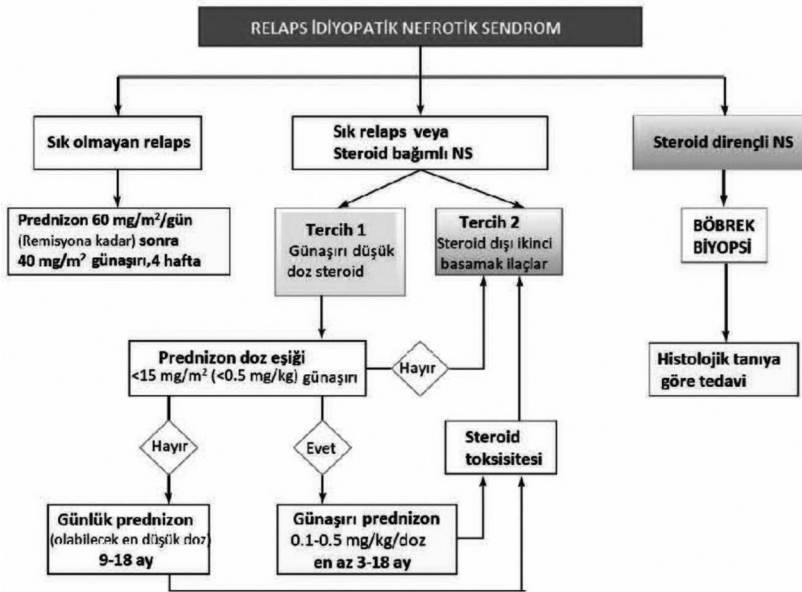 RELAPS İDİYOPATİK NEFROTİK SENDROM
Sık olmayan relaps
Sık relaps veya
Steroid bağımlı NS
Steroid dirençli NS
Prednizon 60 mg/m²/gün
(Remisyona kadar) sonra
40 mg/m² günaşırı,4 hafta
Tercih 1
Günaşırı düşük
doz steroid
Tercih 2
Steroid dışı ikinci
basamak ilaçlar
BÖBREK
BİYOPSİ
Prednizon doz eşiği
<15 mg/m² (<0.5 mg/kg) günaşırı
Hayır
Histolojik tanıya
göre tedavi
Hayır
Evet
Steroid
toksisitesi
Günlük prednizon
(olabilecek en düşük doz)
9-18 ay
Günaşırı prednizon
0.1-0.5 mg/kg/doz
en az 3-18 ay